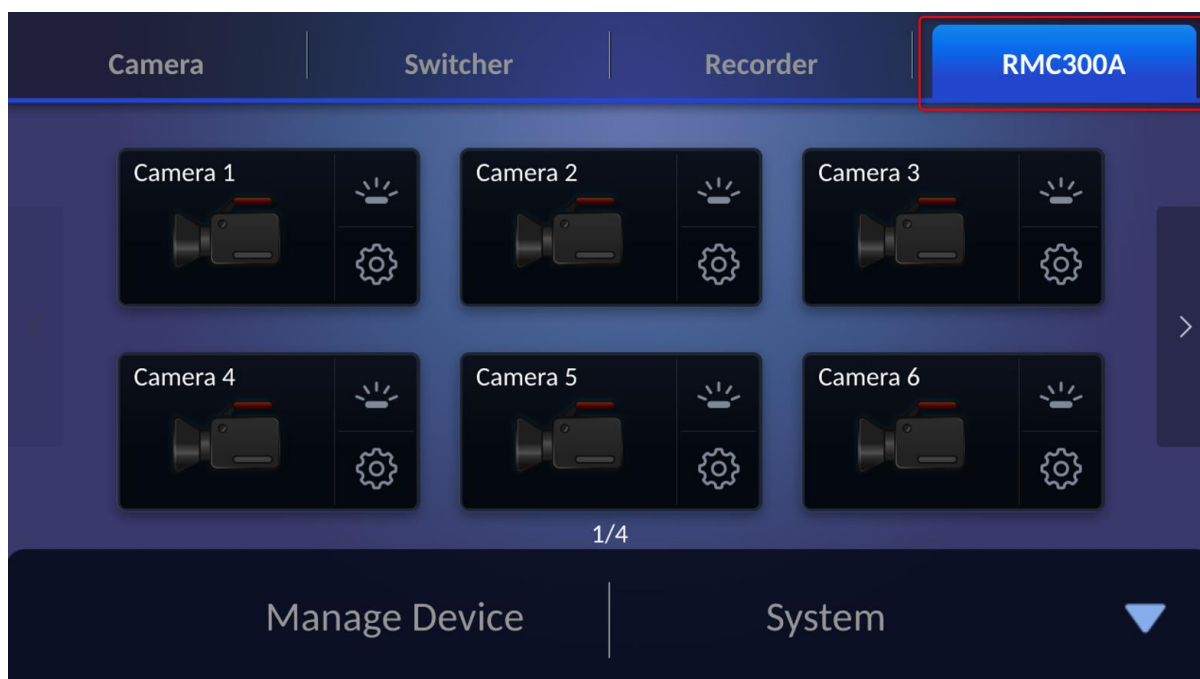 Camera Switcher Recorder RMC300A
Camera 1 Camera 2 Camera 3
Camera 4 Camera 5 Camera 6
1/4
Manage Device System